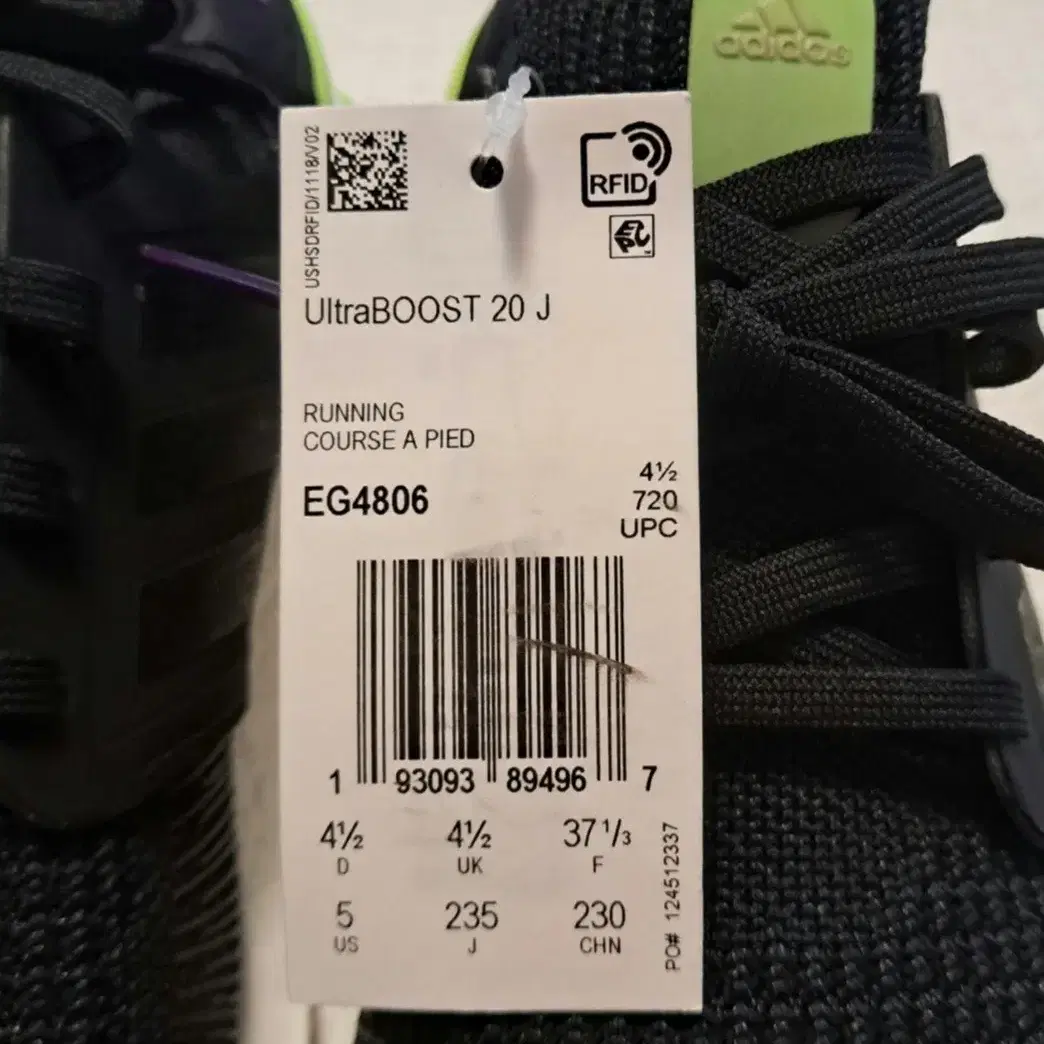 adidas
USHSDRFID/1118/V02
RFID
UltraBOOST 20 J
RUNNING
COURSE A PIED
EG4806
4½
720
UPC
1 93093 89496 7
4½ 4½ 37 1/3
D UK F
5 235 230
US J CHN
PO# 124512337